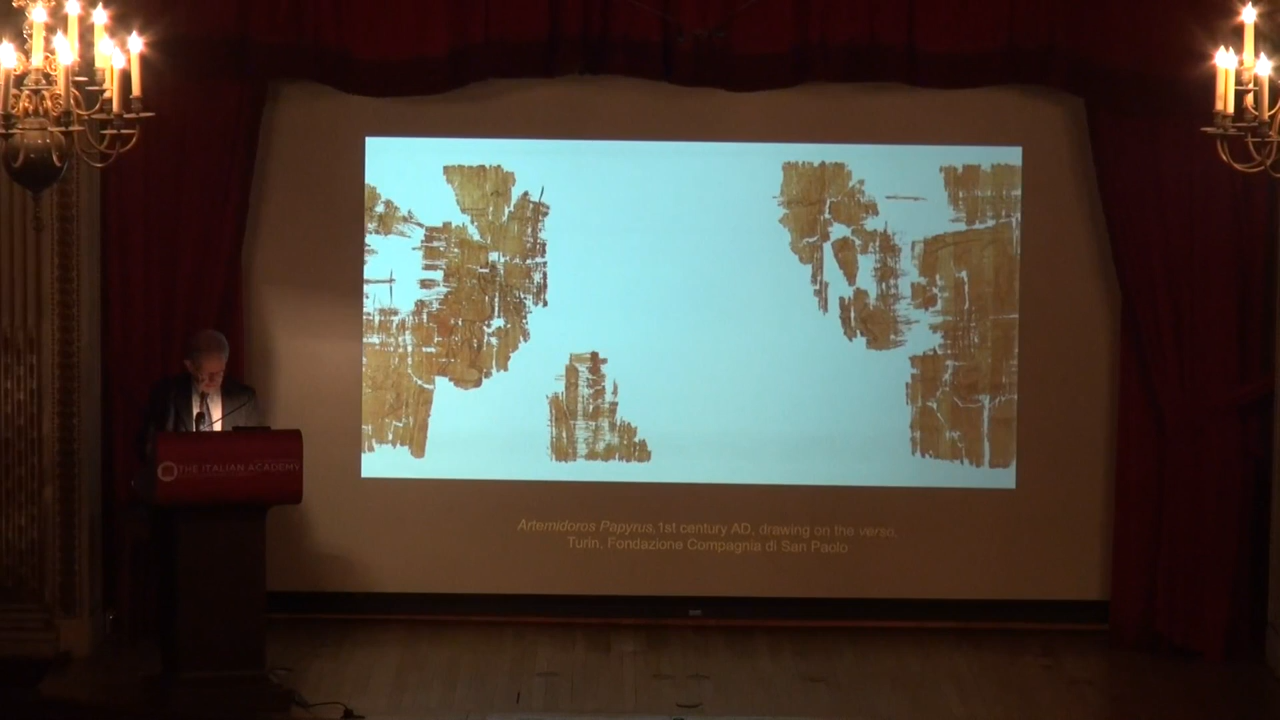 THE ITALIAN ACADEMY
Artemidoros Papyrus, 1st century AD, drawing on the verso,
Turin, Fondazione Compagnia di San Paolo